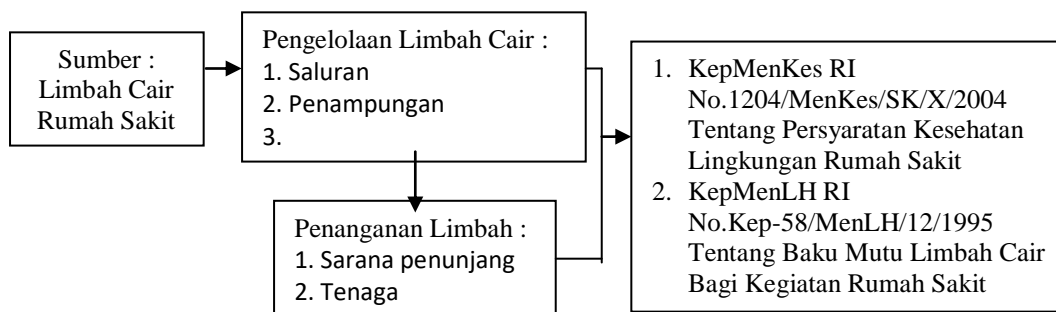 Sumber :
Limbah Cair
Rumah Sakit
Pengelolaan Limbah Cair :
1. Saluran
2. Penampungan
3.
Penanganan Limbah :
1. Sarana penunjang
2. Tenaga
1. KepMenKes RI
No.1204/MenKes/SK/X/2004
Tentang Persyaratan Kesehatan
Lingkungan Rumah Sakit
2. KepMenLH RI
No.Kep-58/MenLH/12/1995
Tentang Baku Mutu Limbah Cair
Bagi Kegiatan Rumah Sakit